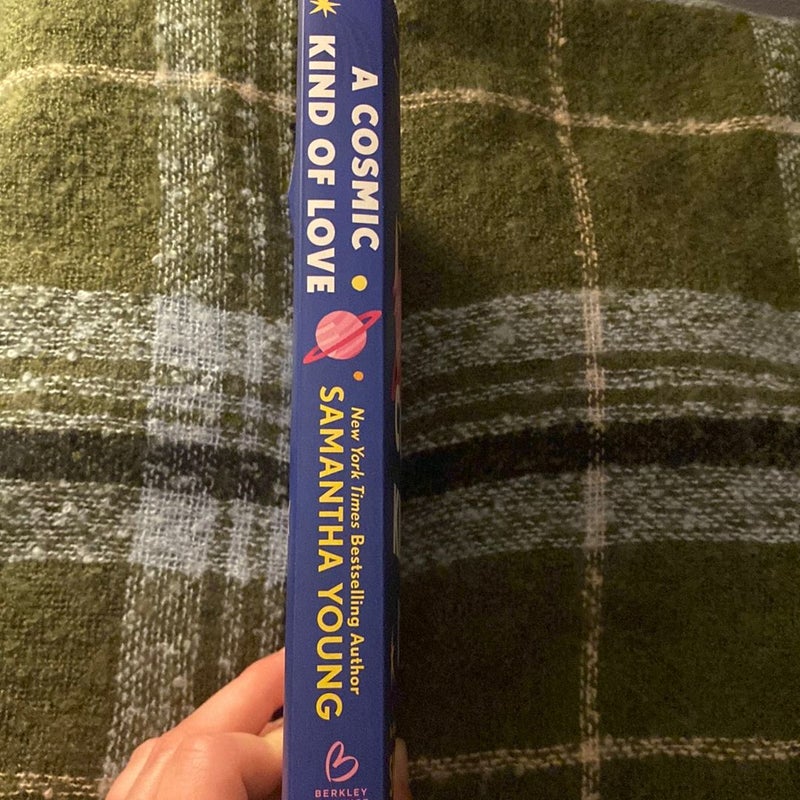 A COSMIC
KIND OF LOVE
New York Times Bestselling Author
SAMANTHA YOUNG
BERKLEY